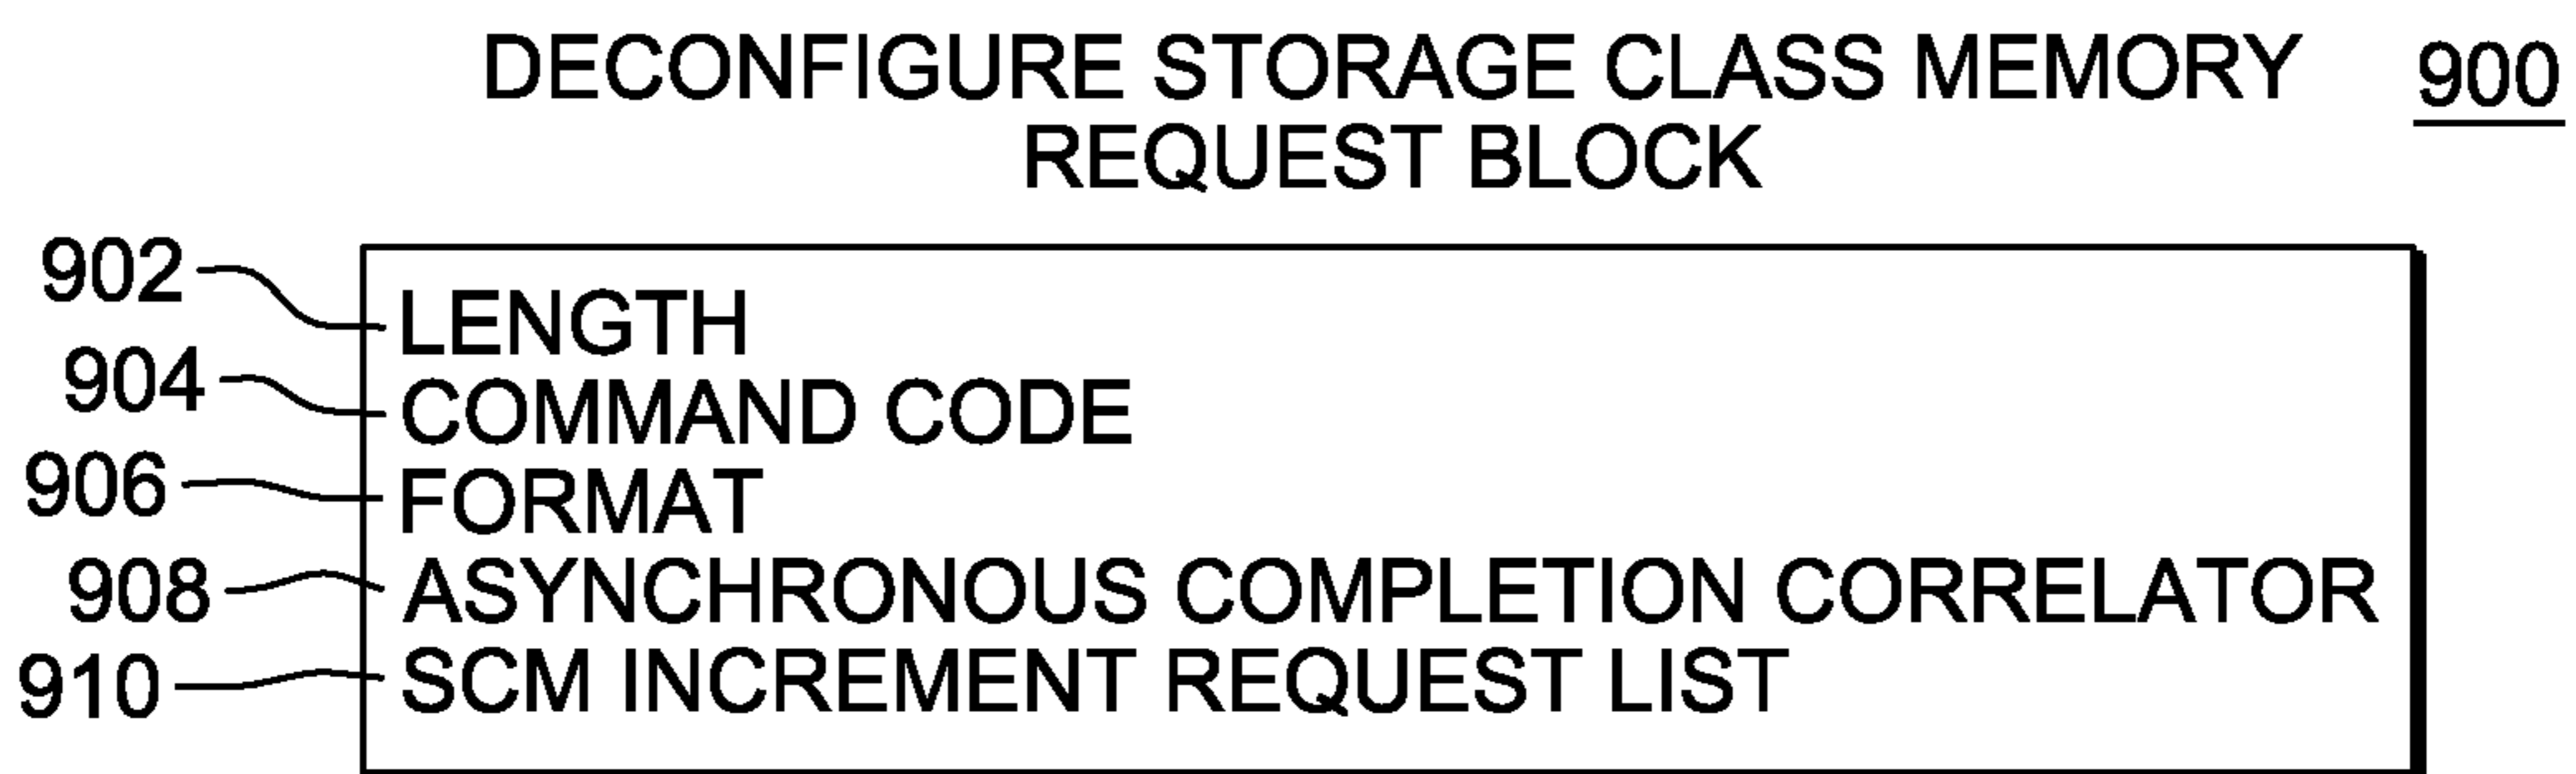 DECONFIGURE STORAGE CLASS MEMORY 900
REQUEST BLOCK
902 LENGTH
904 COMMAND CODE
906 FORMAT
908 ASYNCHRONOUS COMPLETION CORRELATOR
910 SCM INCREMENT REQUEST LIST